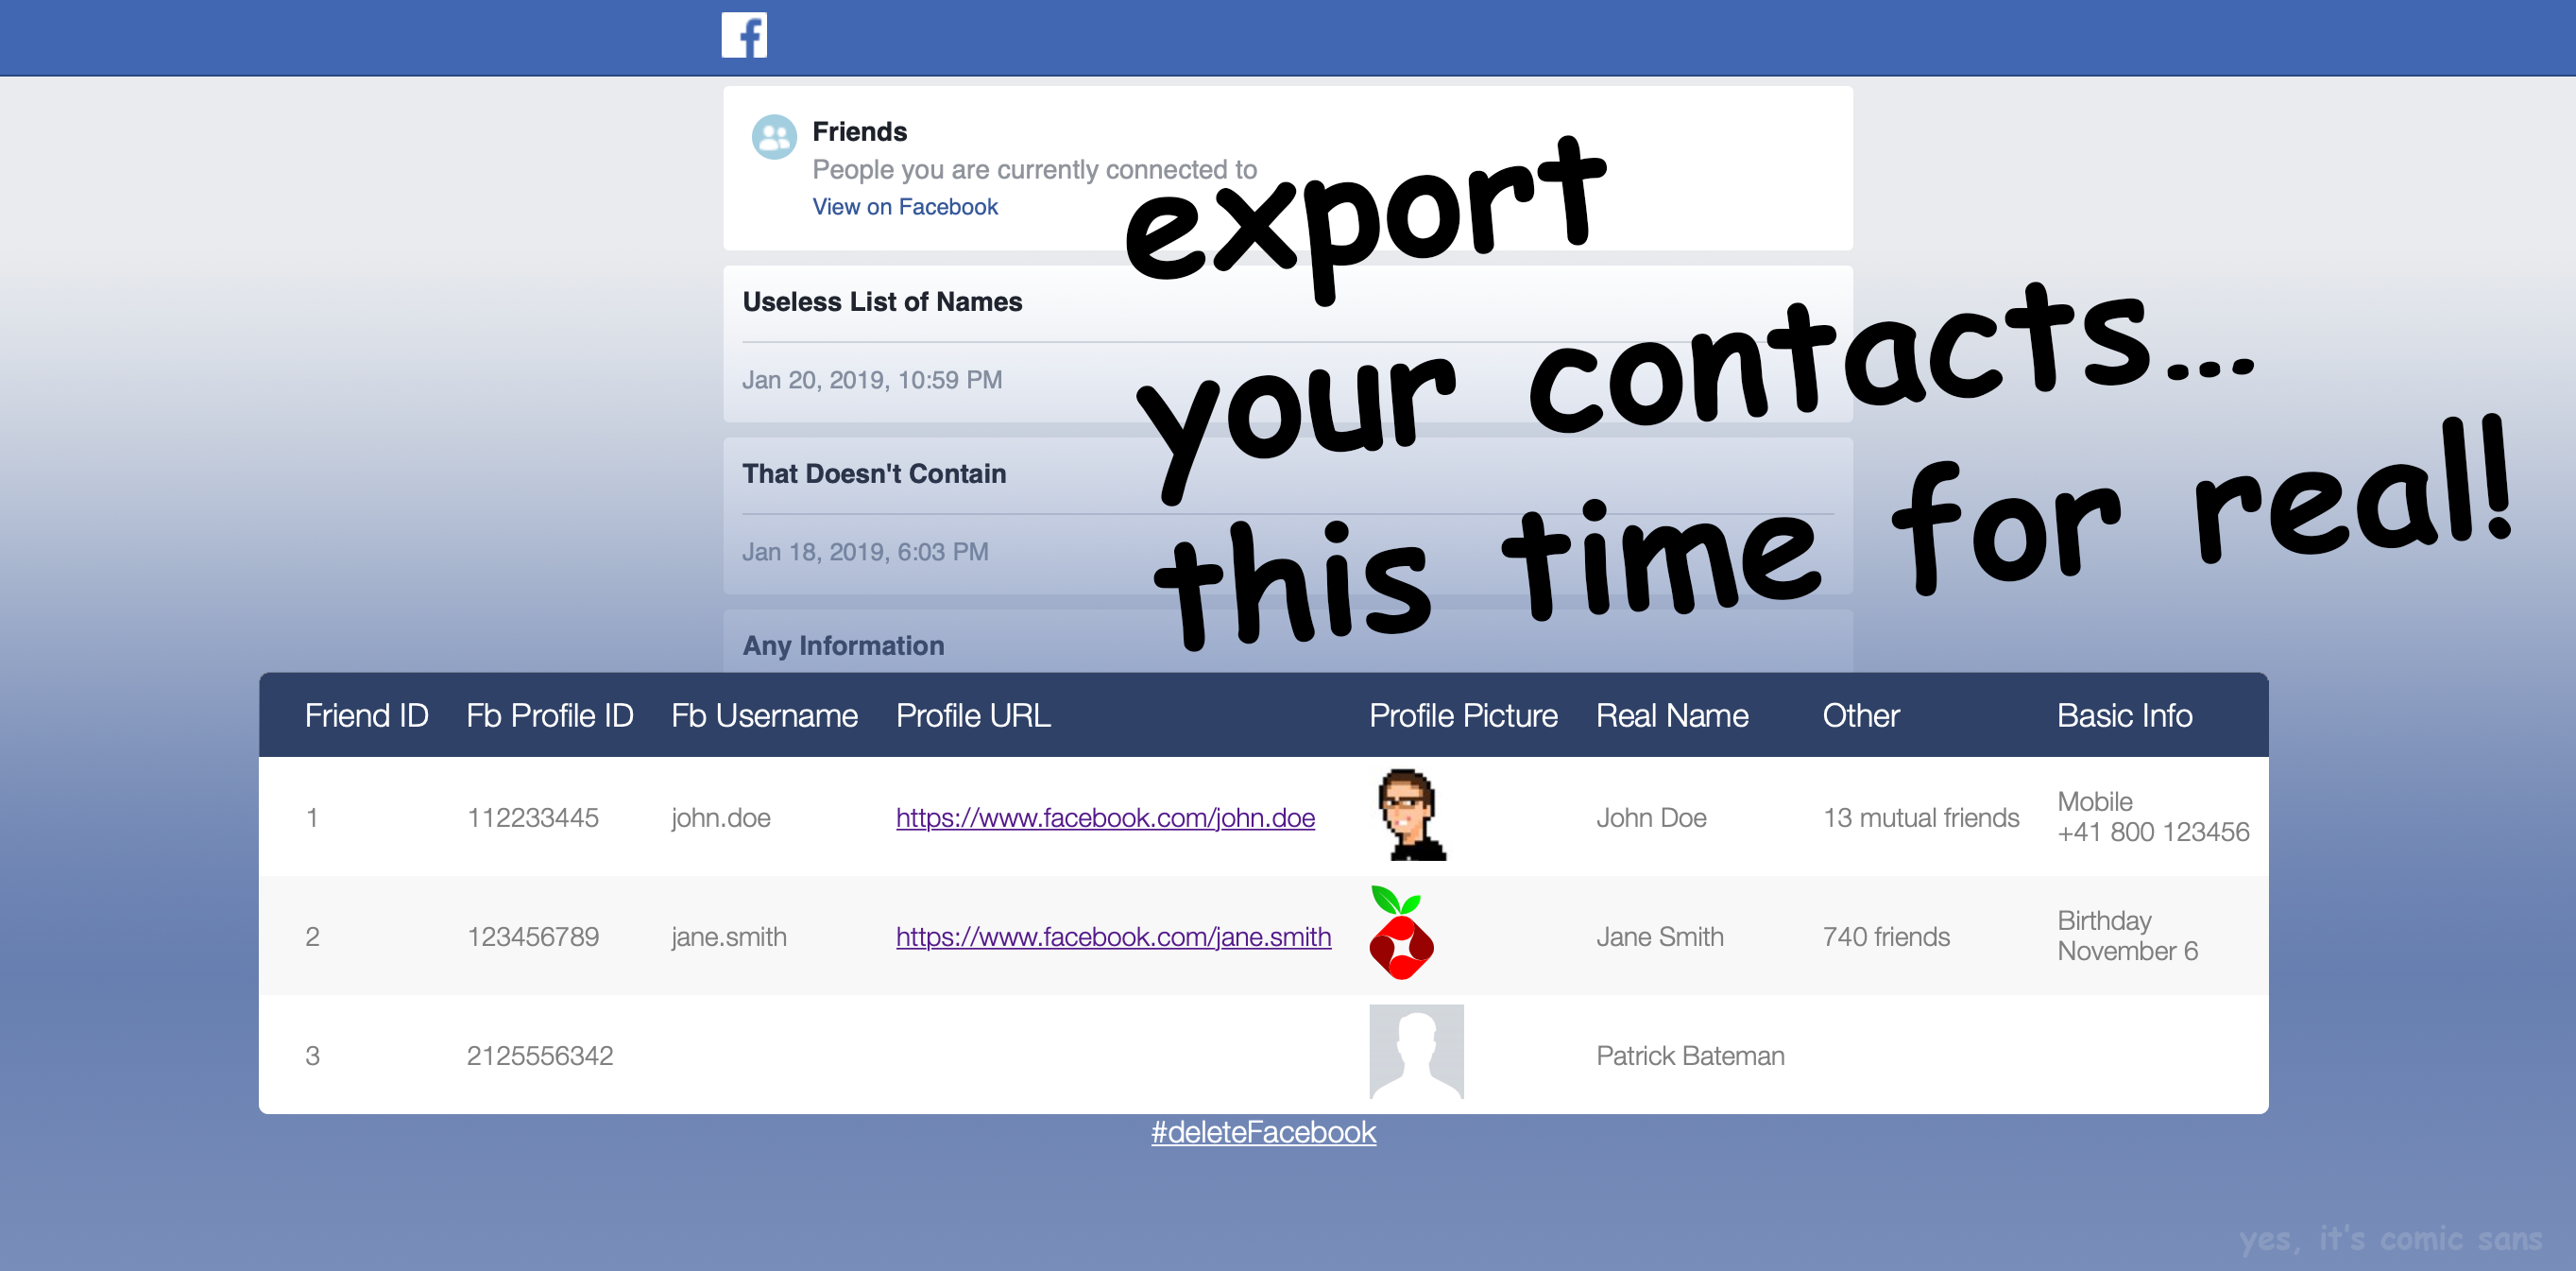 Friends
People you are currently connected to
View on Facebook
export
your contacts...
this time for real!
Useless List of Names
Jan 20, 2019, 10:59 PM
That Doesn't Contain
Jan 18, 2019, 6:03 PM
Any Information
Friend ID Fb Profile ID Fb Username Profile URL Profile Picture Real Name Other Basic Info
1 112233445 john.doe https://www.facebook.com/john.doe John Doe 13 mutual friends Mobile
+41 800 123456
2 123456789 jane.smith https://www.facebook.com/jane.smith Jane Smith 740 friends Birthday
November 6
3 2125556342 Patrick Bateman
#deleteFacebook
yes, it's comic sans